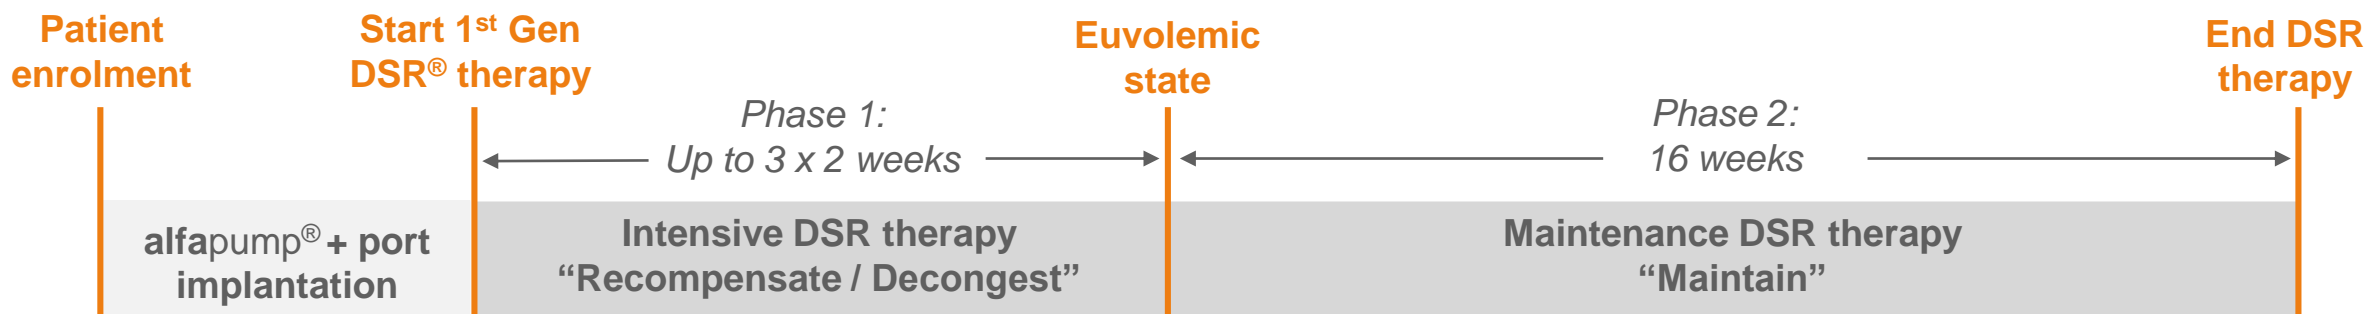 Patient
enrolment
Start 1st Gen
DSR® therapy
Euvolemic
state
End DSR
therapy
Phase 1:
Up to 3 x 2 weeks
Phase 2:
16 weeks
alfapump® + port
implantation
Intensive DSR therapy
“Recompensate / Decongest”
Maintenance DSR therapy
“Maintain”